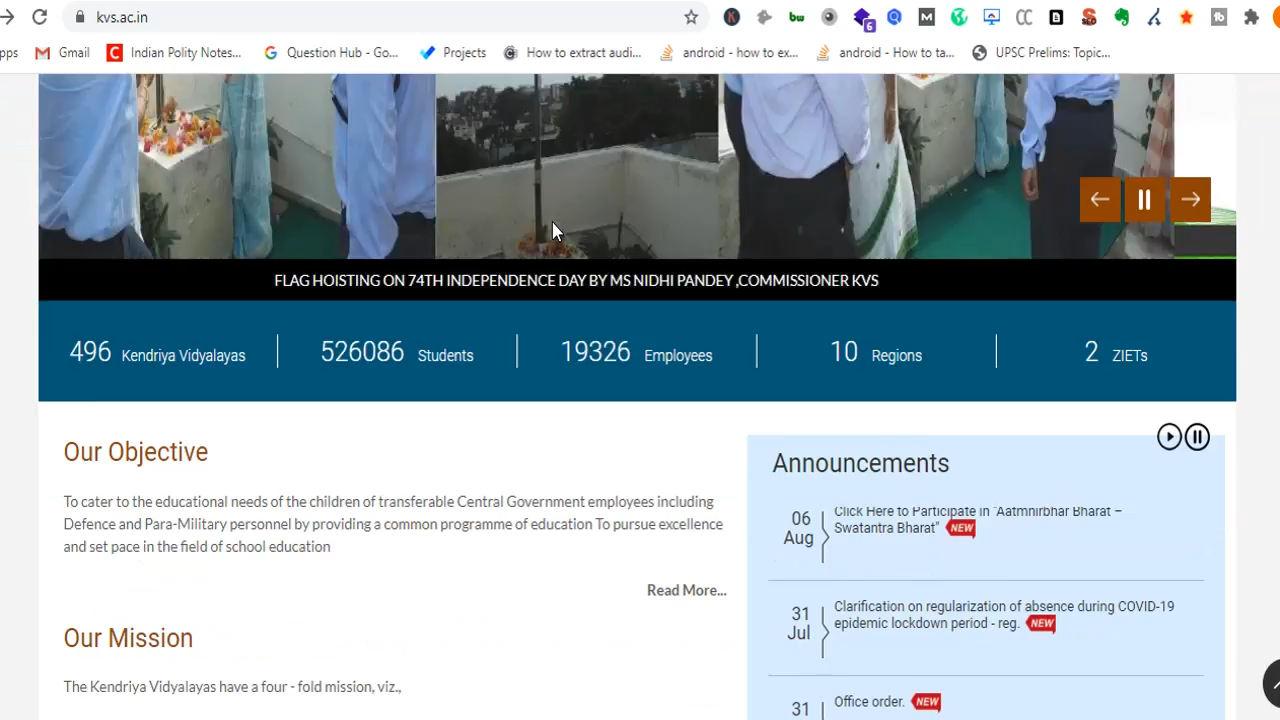 kvs.ac.in
pps Gmail Indian Polity Notes... Question Hub - Go... Projects How to extract audi... android - how to ex... android - How to ta... UPSC Prelims: Topic...
FLAG HOISTING ON 74TH INDEPENDENCE DAY BY MS NIDHI PANDEY ,COMMISSIONER KVS
496 Kendriya Vidyalayas 526086 Students 19326 Employees 10 Regions 2 ZIETs
Our Objective
To cater to the educational needs of the children of transferable Central Government employees including
Defence and Para-Military personnel by providing a common programme of education To pursue excellence
and set pace in the field of school education
Read More...
Our Mission
The Kendriya Vidyalayas have a four - fold mission, viz.,
Announcements
06 Aug
Click Here to Participate in "Aatmnirbhar Bharat –
Swatantra Bharat" NEW
31 Jul
Clarification on regularization of absence during COVID-19
epidemic lockdown period - reg. NEW
31
Office order. NEW